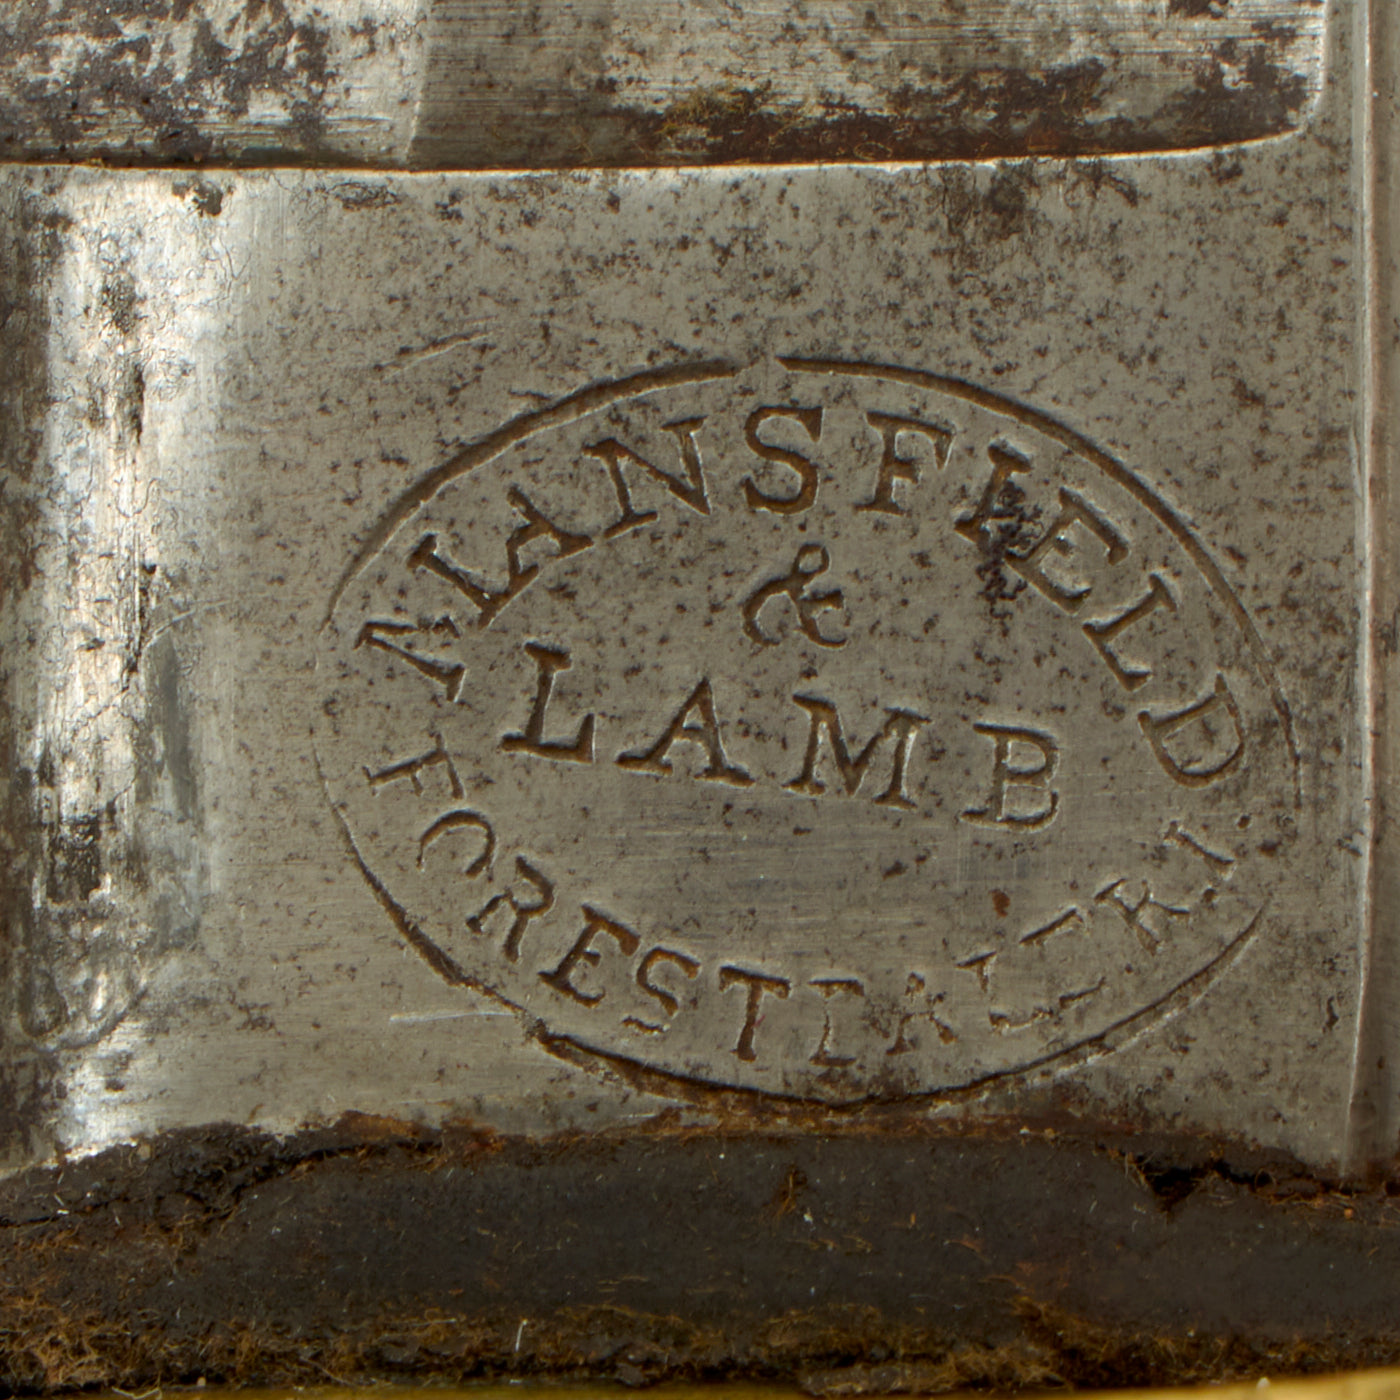 MANSFIELD
&
LAMB
FORESTDALE R.I.